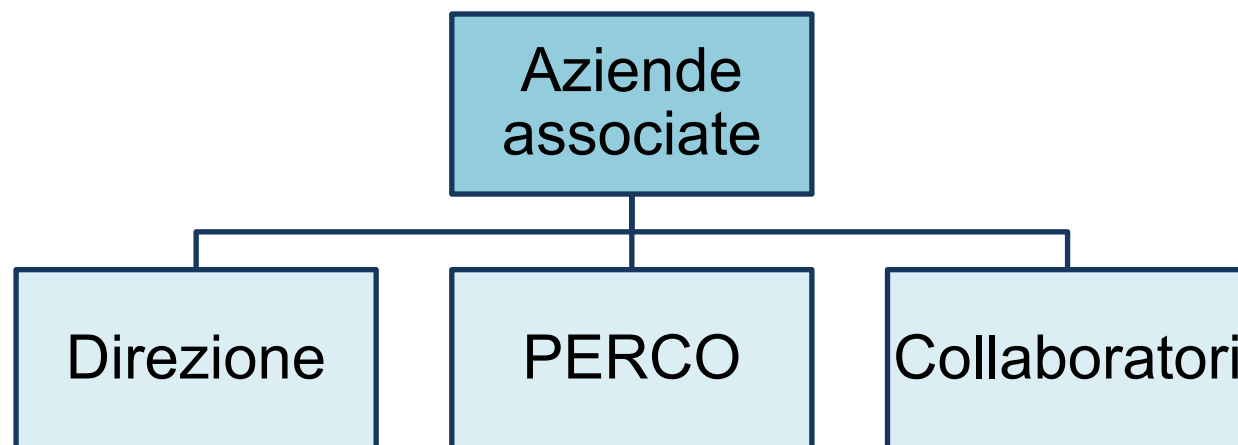 Aziende
associate
Direzione
PERCO
Collaboratori